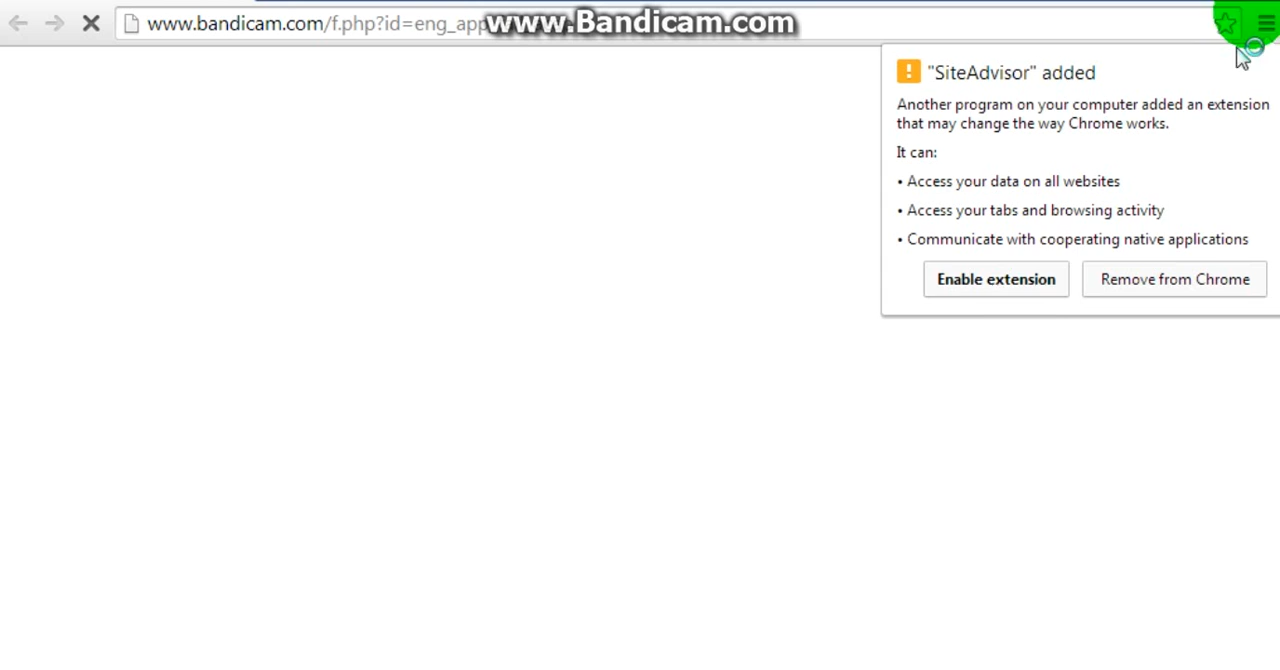 www.bandicam.com/f.php?id=eng_app
www.Bandicam.com
"SiteAdvisor" added
Another program on your computer added an extension
that may change the way Chrome works.
It can:
• Access your data on all websites
• Access your tabs and browsing activity
• Communicate with cooperating native applications
Enable extension
Remove from Chrome